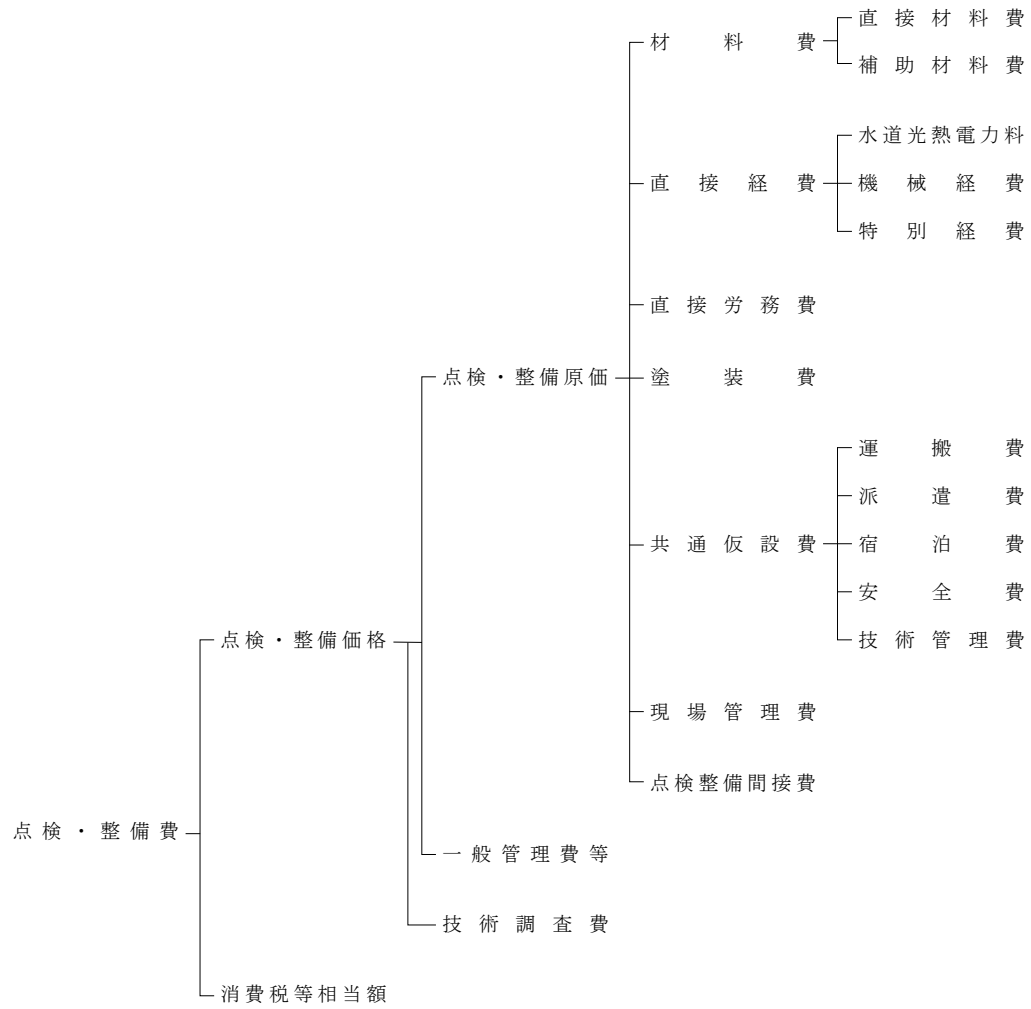 直接材料費
材料費
補助材料費
水道光熱電力料
直接経費
機械経費
特別経費
直接労務費
点検・整備原価
塗装費
運搬費
派遣費
共通仮設費
宿泊費
安全費
点検・整備価格
技術管理費
現場管理費
点検整備間接費
点検・整備費
一般管理費等
技術調査費
消費税等相当額